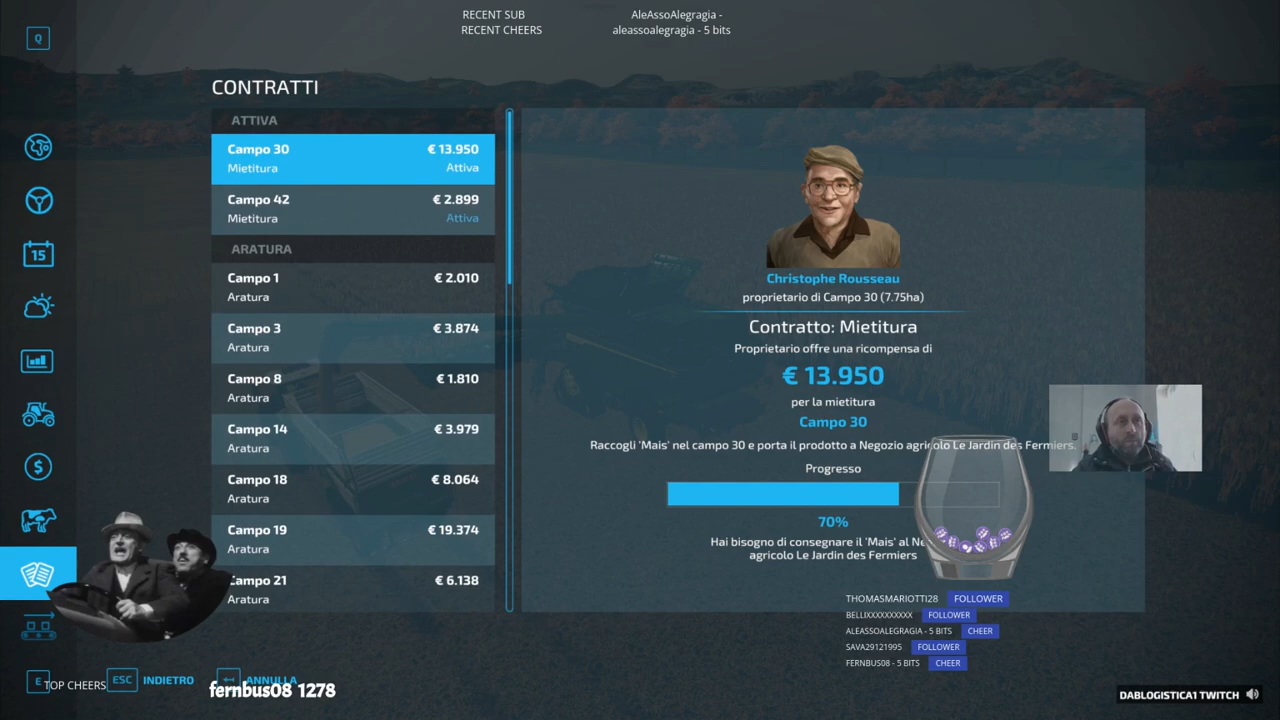 RECENT SUB
AleAssoAlegragia -
RECENT CHEERS
aleassoalegragia - 5 bits
Q
CONTRATTI
ATTIVA
Campo 30 € 13.950
Mietitura Attiva
Campo 42 € 2.899
Mietitura Attiva
ARATURA
Campo 1 € 2.010
Aratura
Campo 3 € 3.874
Aratura
Campo 8 € 1.810
Aratura
Campo 14 € 3.979
Aratura
Campo 18 € 8.064
Aratura
Campo 19 € 19.374
Aratura
Campo 21 € 6.138
Aratura
15
Christophe Rousseau
proprietario di Campo 30 (7.75ha)
Contratto: Mietitura
Proprietario offre una ricompensa di
€ 13.950
per la mietitura
Campo 30
Raccogli 'Mais' nel campo 30 e porta il prodotto a Negozio agricolo Le Jardin des Fermiers.
Progresso
70%
Hai bisogno di consegnare il 'Mais' al
agricolo Le Jardin des Fermiers
THOMASMARIOTTI28 FOLLOWER
BELLIXXXXXXXXXX FOLLOWER
ALEASSOALEGRAGIA - 5 BITS CHEER
SAVA29121995 FOLLOWER
FERNBUS08 - 5 BITS CHEER
E
TOP CHEERS
ESC INDIETRO
ANNULLA
fernbus08 1278
DABLOGISTICA1 TWITCH